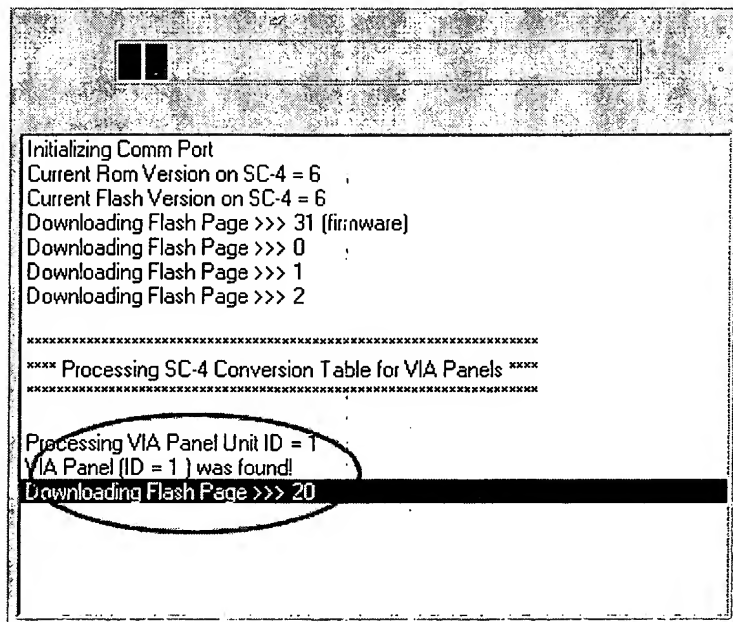 Initializing Comm Port
Current Rom Version on SC-4 = 6
Current Flash Version on SC-4 = 6
Downloading Flash Page >>> 31 (firmware)
Downloading Flash Page >>> 0
Downloading Flash Page >>> 1
Downloading Flash Page >>> 2
**********************************************************************
**** Processing SC-4 Conversion Table for VIA Panels ****
**********************************************************************
Processing VIA Panel Unit ID = 1
VIA Panel (ID = 1 ) was found!
Downloading Flash Page >>> 20